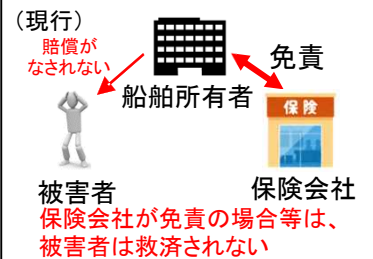 （現行）
賠償が
なされない
免責
船舶所有者
保険
被害者
保険会社
保険会社が免責の場合等は、
被害者は救済されない